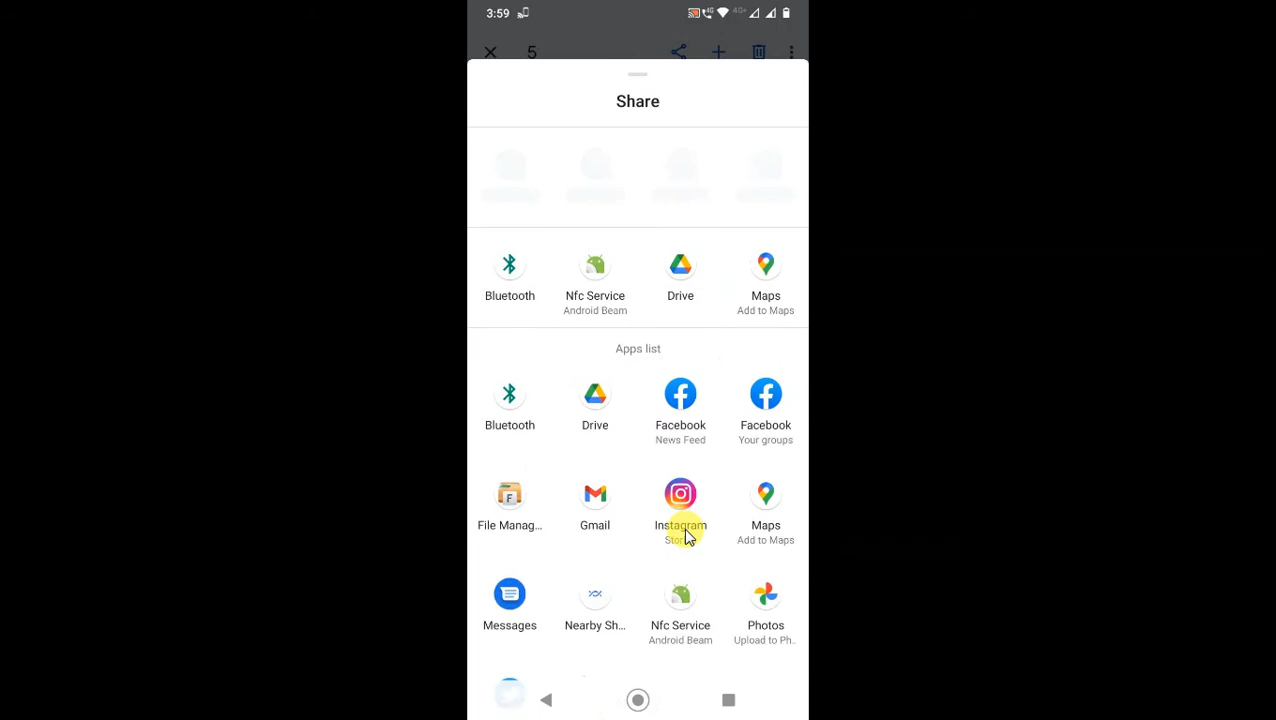 3:59
4G 4G+
5
Share
Bluetooth
Nfc Service
Android Beam
Drive
Maps
Add to Maps
Apps list
Bluetooth
Drive
Facebook
News Feed
Facebook
Your groups
File Manag...
F
Gmail
Instagram
Maps
Add to Maps
Messages
Nearby Sh...
Nfc Service
Android Beam
Photos
Upload to Ph..